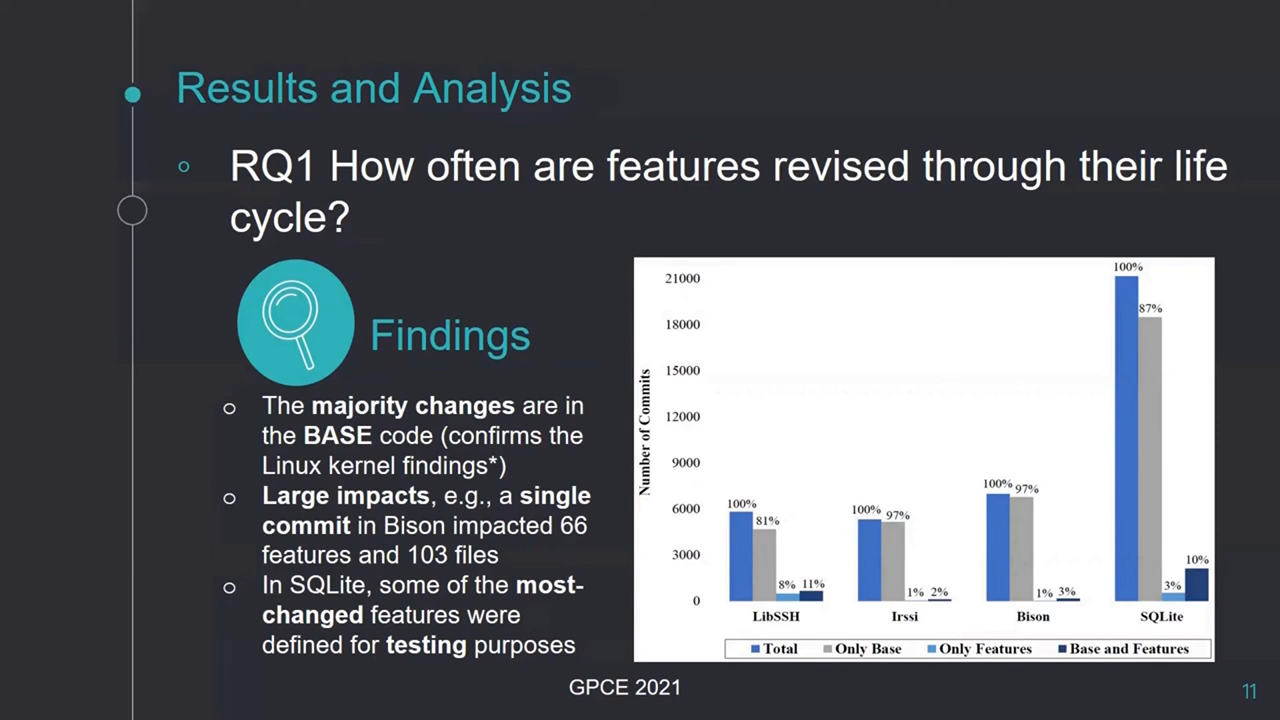 Results and Analysis
RQ1 How often are features revised through their life
cycle?
Findings
The majority changes are in
the BASE code (confirms the
Linux kernel findings*)
Large impacts, e.g., a single
commit in Bison impacted 66
features and 103 files
In SQLite, some of the most-
changed features were
defined for testing purposes
Number of Commits
21000
18000
15000
12000
9000
6000
3000
0
100%
81%
8%
11%
100%
97%
1%
2%
100%
97%
1%
3%
100%
87%
3%
10%
LibSSH
Irssi
Bison
SQLite
Total
Only Base
Only Features
Base and Features
GPCE 2021
11